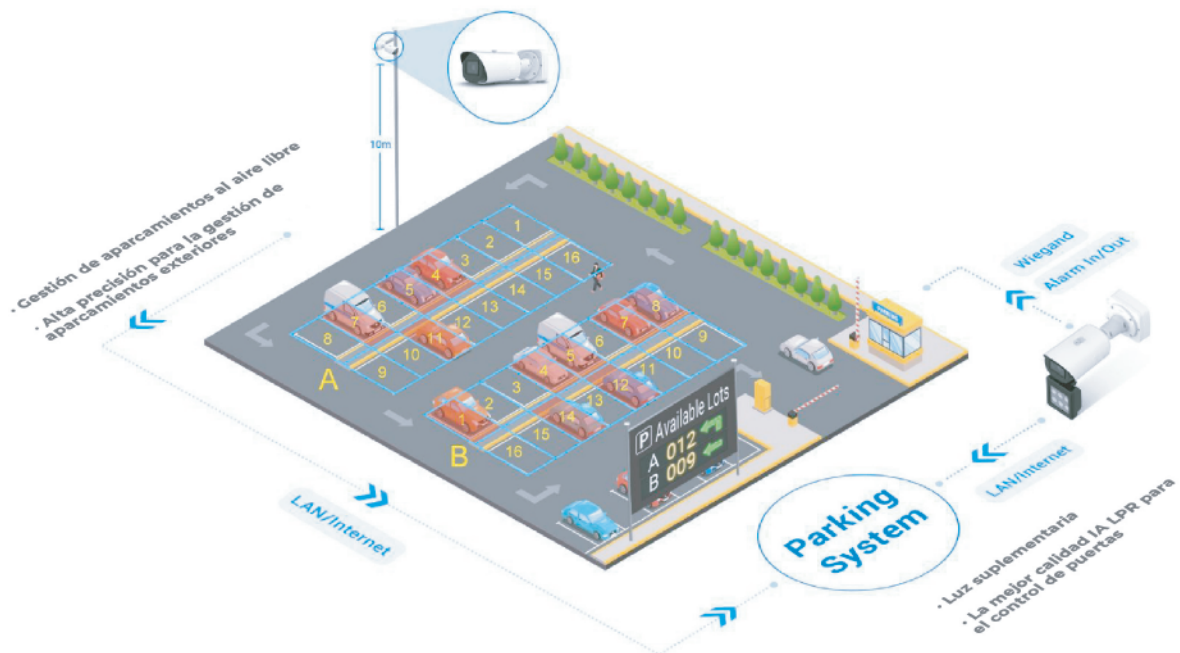 10m
· Gestión de aparcamientos al aire libre
· Alta precisión para la gestión de
aparcamientos exteriores
Wiegand
Alarm In/Out
1
2
3
4
5
6
7
8
16
15
14
13
12
11
10
9
A
8
7
6
5
4
3
2
1
9
10
11
12
13
14
15
16
B
P Available Lots
A 012
B 009
LAN/Internet
LAN/Internet
Parking
System
· Luz suplementaria
· La mejor calidad IA LPR para
el control de puertas